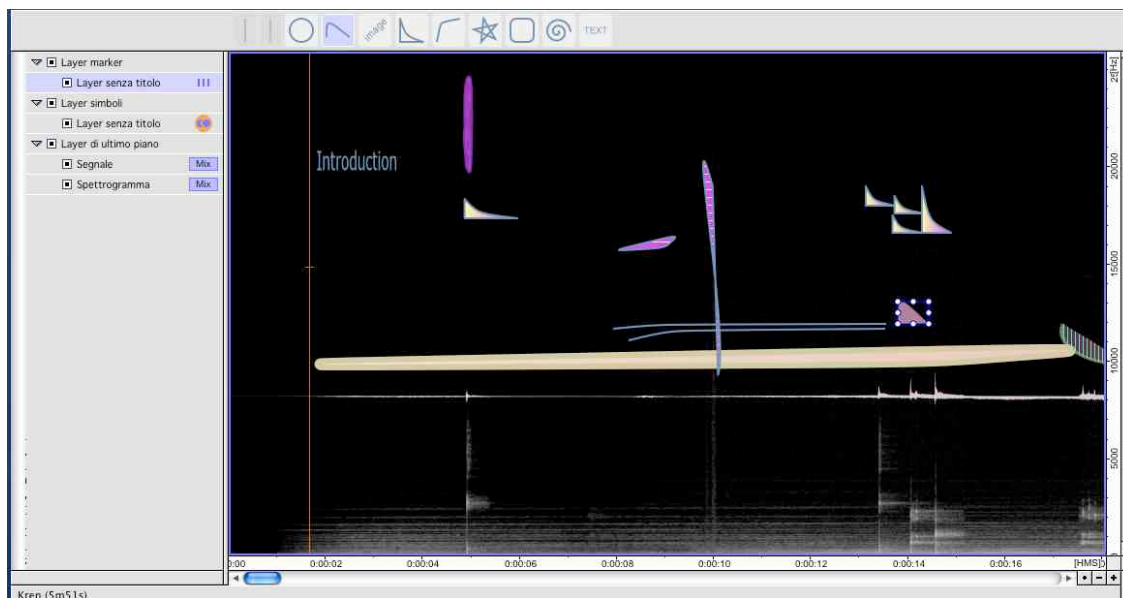 image
TEXT
Layer marker
Layer senza titolo
Layer simboli
Layer senza titolo
Layer di ultimo piano
Segnale Mix
Spettrogramma Mix
Introduction
[Hz]
20000
15000
10000
5000
0
0:00 0:00:02 0:00:04 0:00:06 0:00:08 0:00:10 0:00:12 0:00:14 0:00:16 [HMS]
Kren (5m51s)